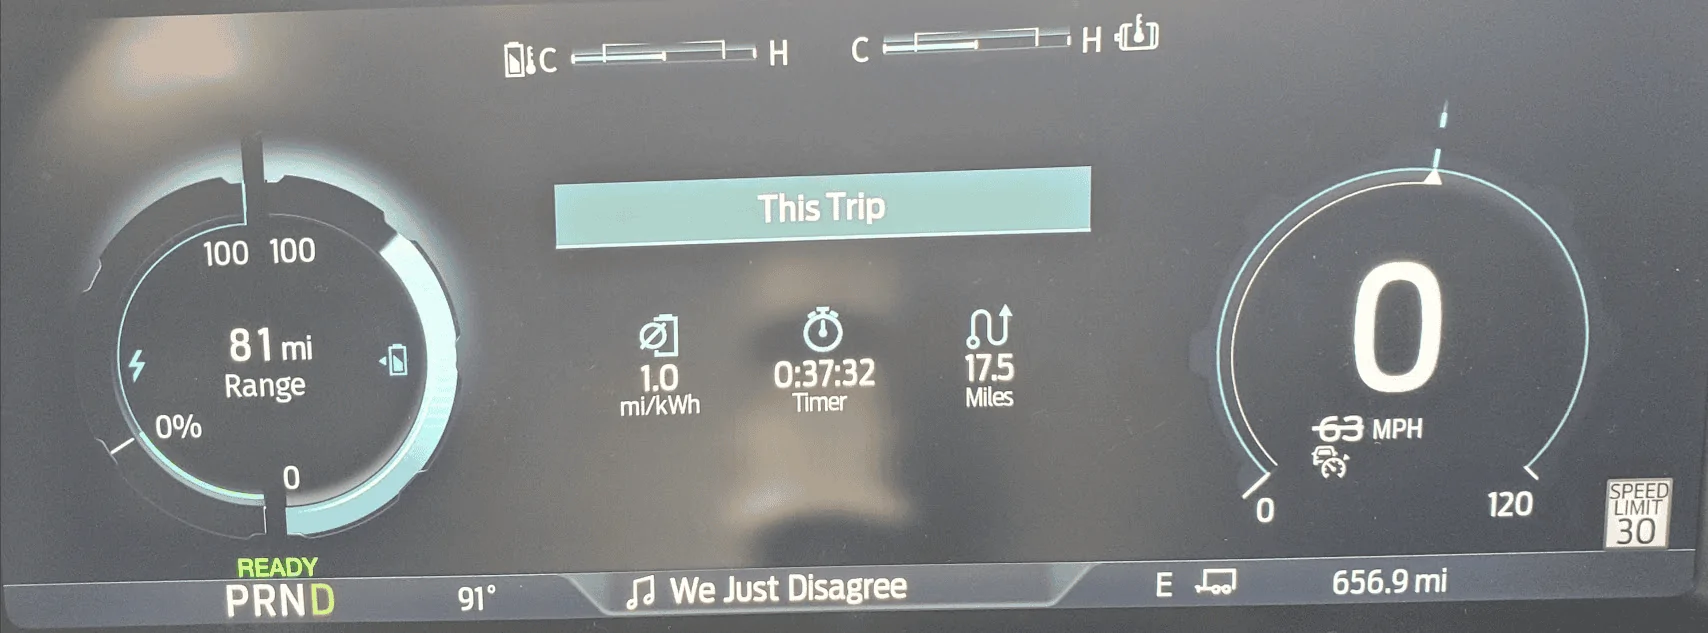 C H C H
This Trip
100 100
81 mi
Range
0%
0
1.0
mi/kWh
0:37:32
Timer
17.5
Miles
0
63 MPH
0 120
SPEED
LIMIT
30
READY
PRND
91°
We Just Disagree
E
656.9 mi